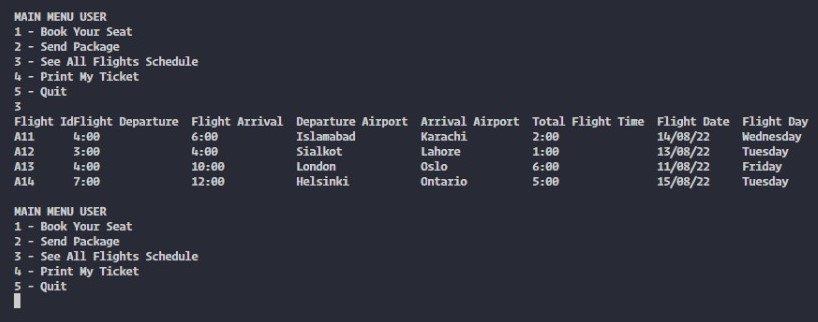 MAIN MENU USER
1 - Book Your Seat
2 - Send Package
3 - See All Flights Schedule
4 - Print My Ticket
5 - Quit
3
Flight IdFlight Departure  Flight Arrival  Departure Airport  Arrival Airport  Total Flight Time  Flight Date  Flight Day
A11      4:00              6:00            Islamabad          Karachi          2:00               14/08/22     Wednesday
A12      3:00              4:00            Sialkot            Lahore           1:00               13/08/22     Tuesday
A13      4:00              10:00           London             Oslo             6:00               11/08/22     Friday
A14      7:00              12:00           Helsinki           Ontario          5:00               15/08/22     Tuesday
MAIN MENU USER
1 - Book Your Seat
2 - Send Package
3 - See All Flights Schedule
4 - Print My Ticket
5 - Quit